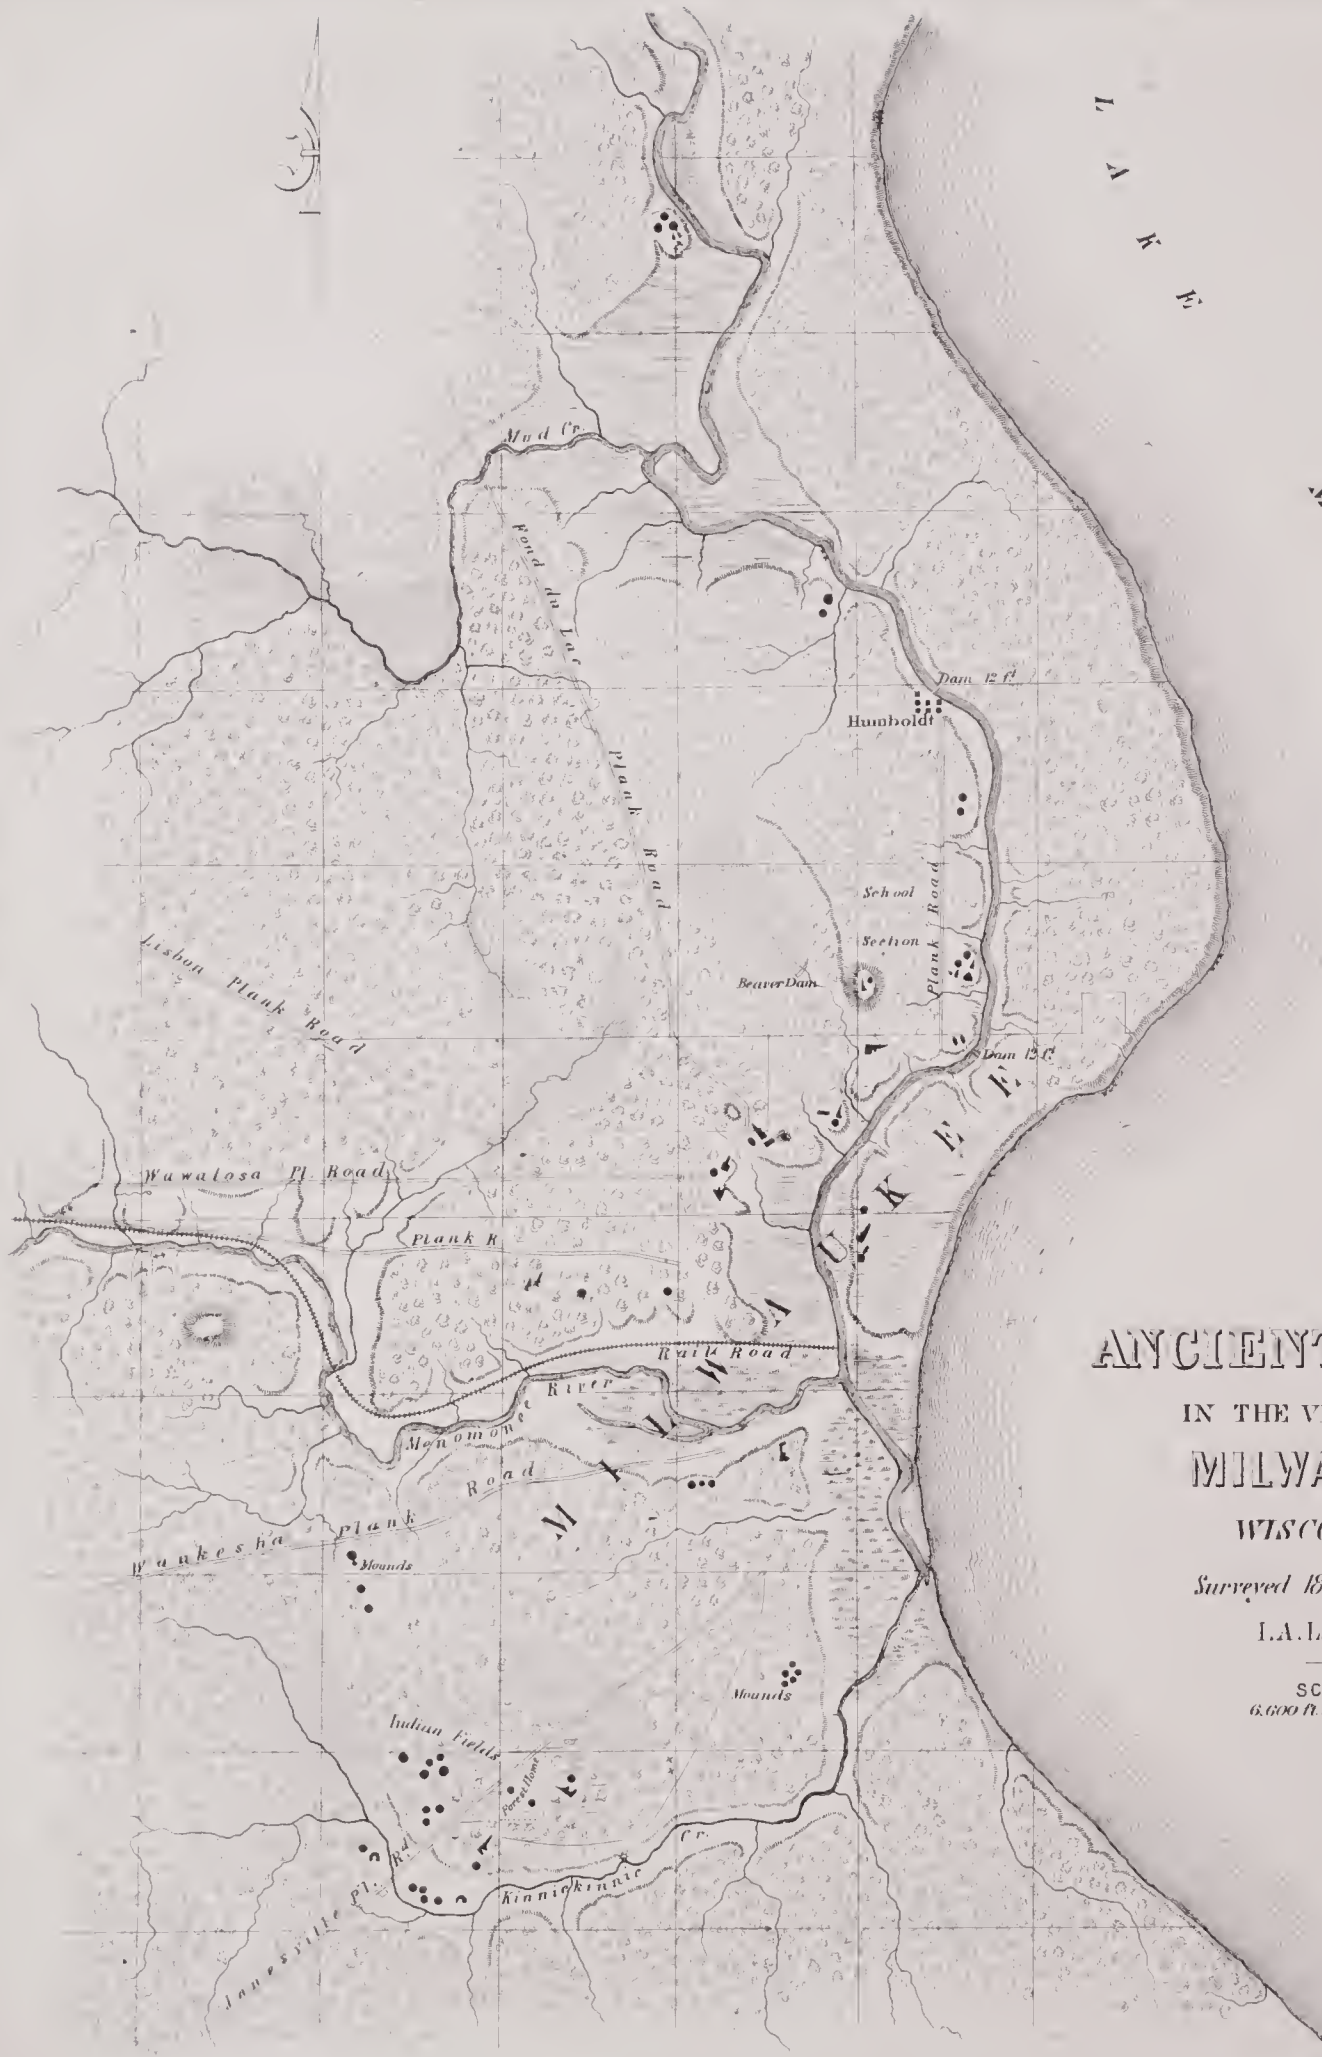 LAKE
Mud Cr.
Fond du Lac Plank Road
Dam 12 ft
Humboldt
School
Section
Plank Road
Beaver Dam
Lisbon Plank Road
Dam 12 ft
Wawatosa Pl. Road
Plank R
MILWAUKEE
Rail Road
Menomonee River
Waukesha Plank Road
Mounds
Mounds
Indian Fields
Forest Home
Kinnickinnic Cr.
Janesville Pl. Rd
ANCIENT
IN THE
MILWA
WISCO
Surveyed 18
I.A.L
SC
6.600 ft.